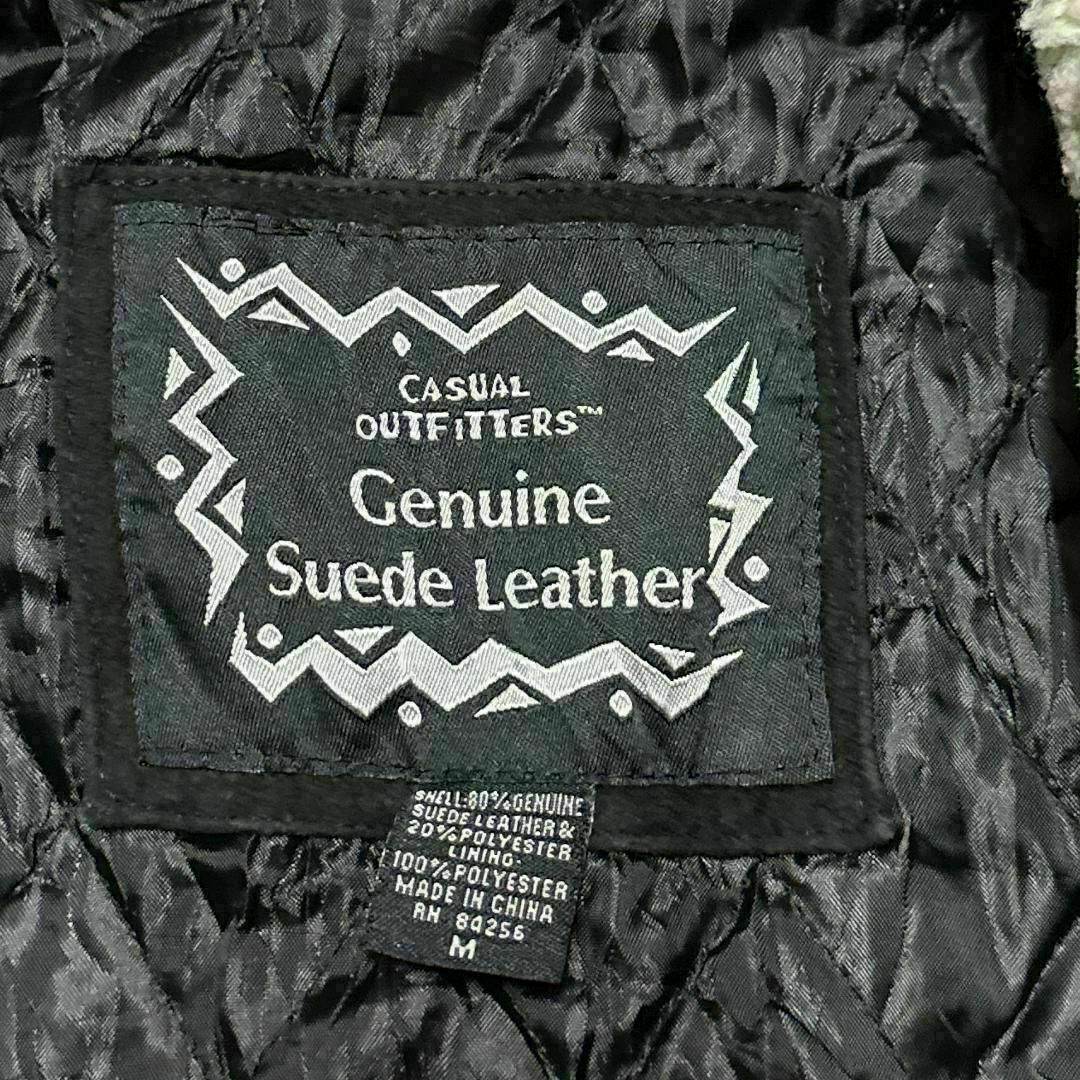 CASUAL
OUTFITTERS™
Genuine
Suede Leather
SHELL:80%GENUINE
SUEDE LEATHER&
20%POLYESTER
LINING:
100%POLYESTER
MADE IN CHINA
RN 84256
M